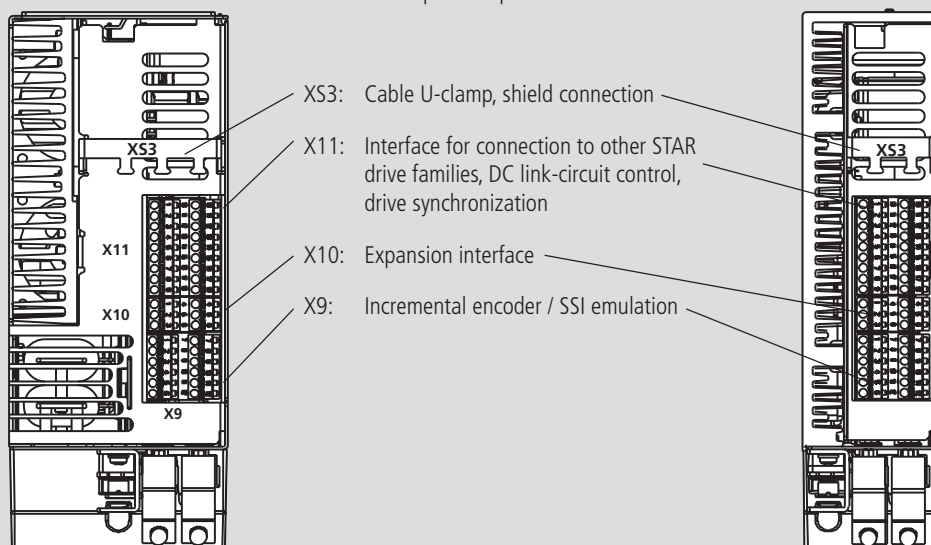 XS3: Cable U-clamp, shield connection
XS3
XS3
X11: Interface for connection to other STAR
drive families, DC link-circuit control,
drive synchronization
X11
X10: Expansion interface
X9: Incremental encoder / SSI emulation
X10
X9